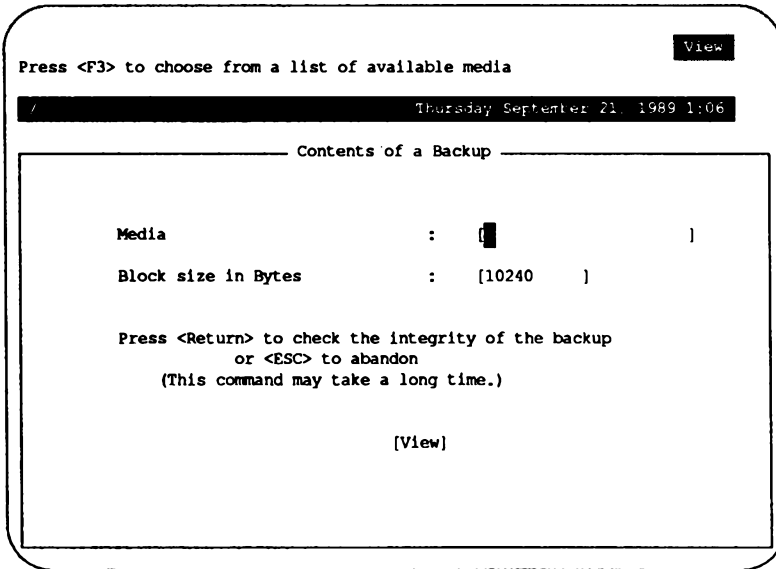 View
Press <F3> to choose from a list of available media
/ Thursday September 21, 1989 1:06
Contents of a Backup
Media : [ ]
Block size in Bytes : [10240 ]
Press <Return> to check the integrity of the backup
or <ESC> to abandon
(This command may take a long time.)
[View]